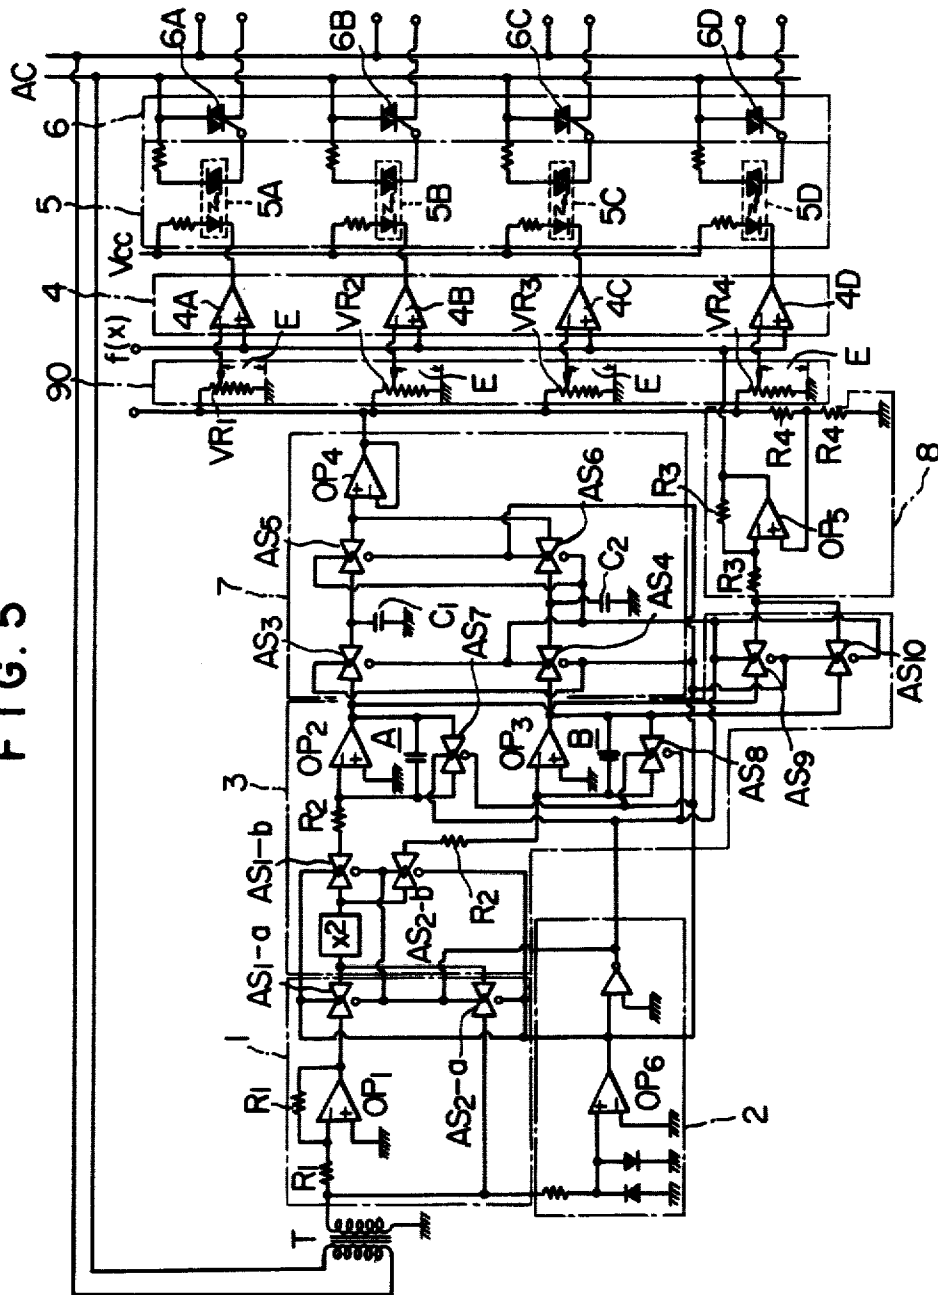 FIG. 5
AC
6
5
Vcc
4
f(x)
90
6A
6B
6C
6D
5A
5B
5C
5D
4A
4B
4C
4D
E
E
E
E
VR1
VR2
VR3
VR4
R4
R4
8
7
OP4
AS5
AS6
AS3
C1
C2
AS4
AS7
R3
R3
OP5
3
OP2
A
OP3
B
AS8
AS9
AS10
R2
AS1-b
x2
AS2-b
R2
AS1-a
1
R1
R1
OP1
AS2-a
OP6
2
T